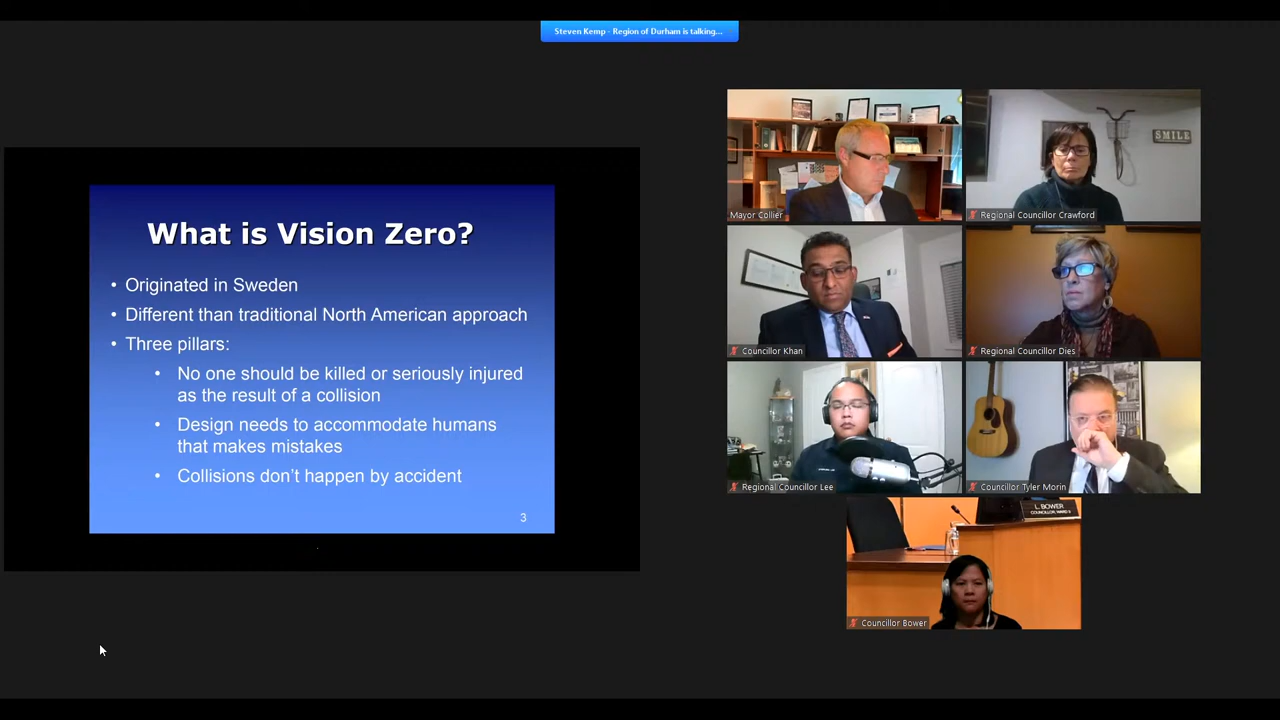 Steven Kemp - Region of Durham is talking...
What is Vision Zero?
• Originated in Sweden
• Different than traditional North American approach
• Three pillars:
• No one should be killed or seriously injured
as the result of a collision
• Design needs to accommodate humans
that makes mistakes
• Collisions don't happen by accident
3
Mayor Collier
SMILE
Regional Councillor Crawford
Councillor Khan
Regional Councillor Dies
Regional Councillor Lee
Councillor Tyler Morin
L. BOWER
COUNCILLOR, WARD 3
Councillor Bower